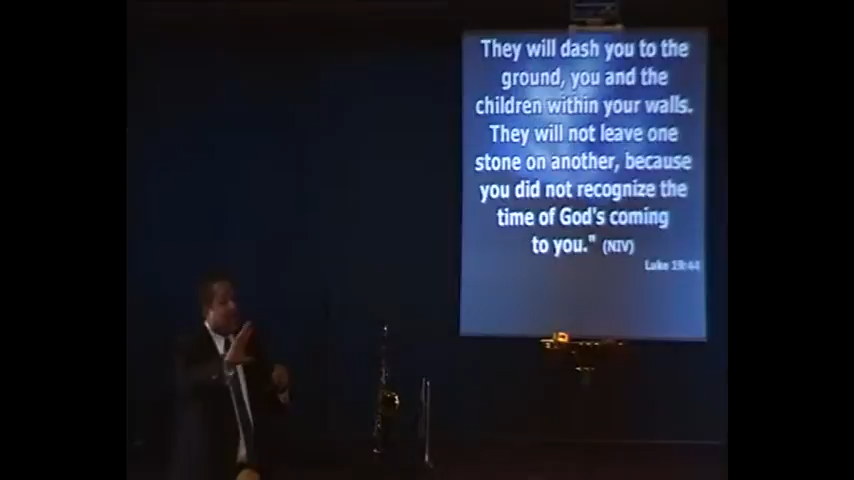 They will dash you to the
ground, you and the
children within your walls.
They will not leave one
stone on another, because
you did not recognize the
time of God's coming
to you." (NIV)
Luke 19:44